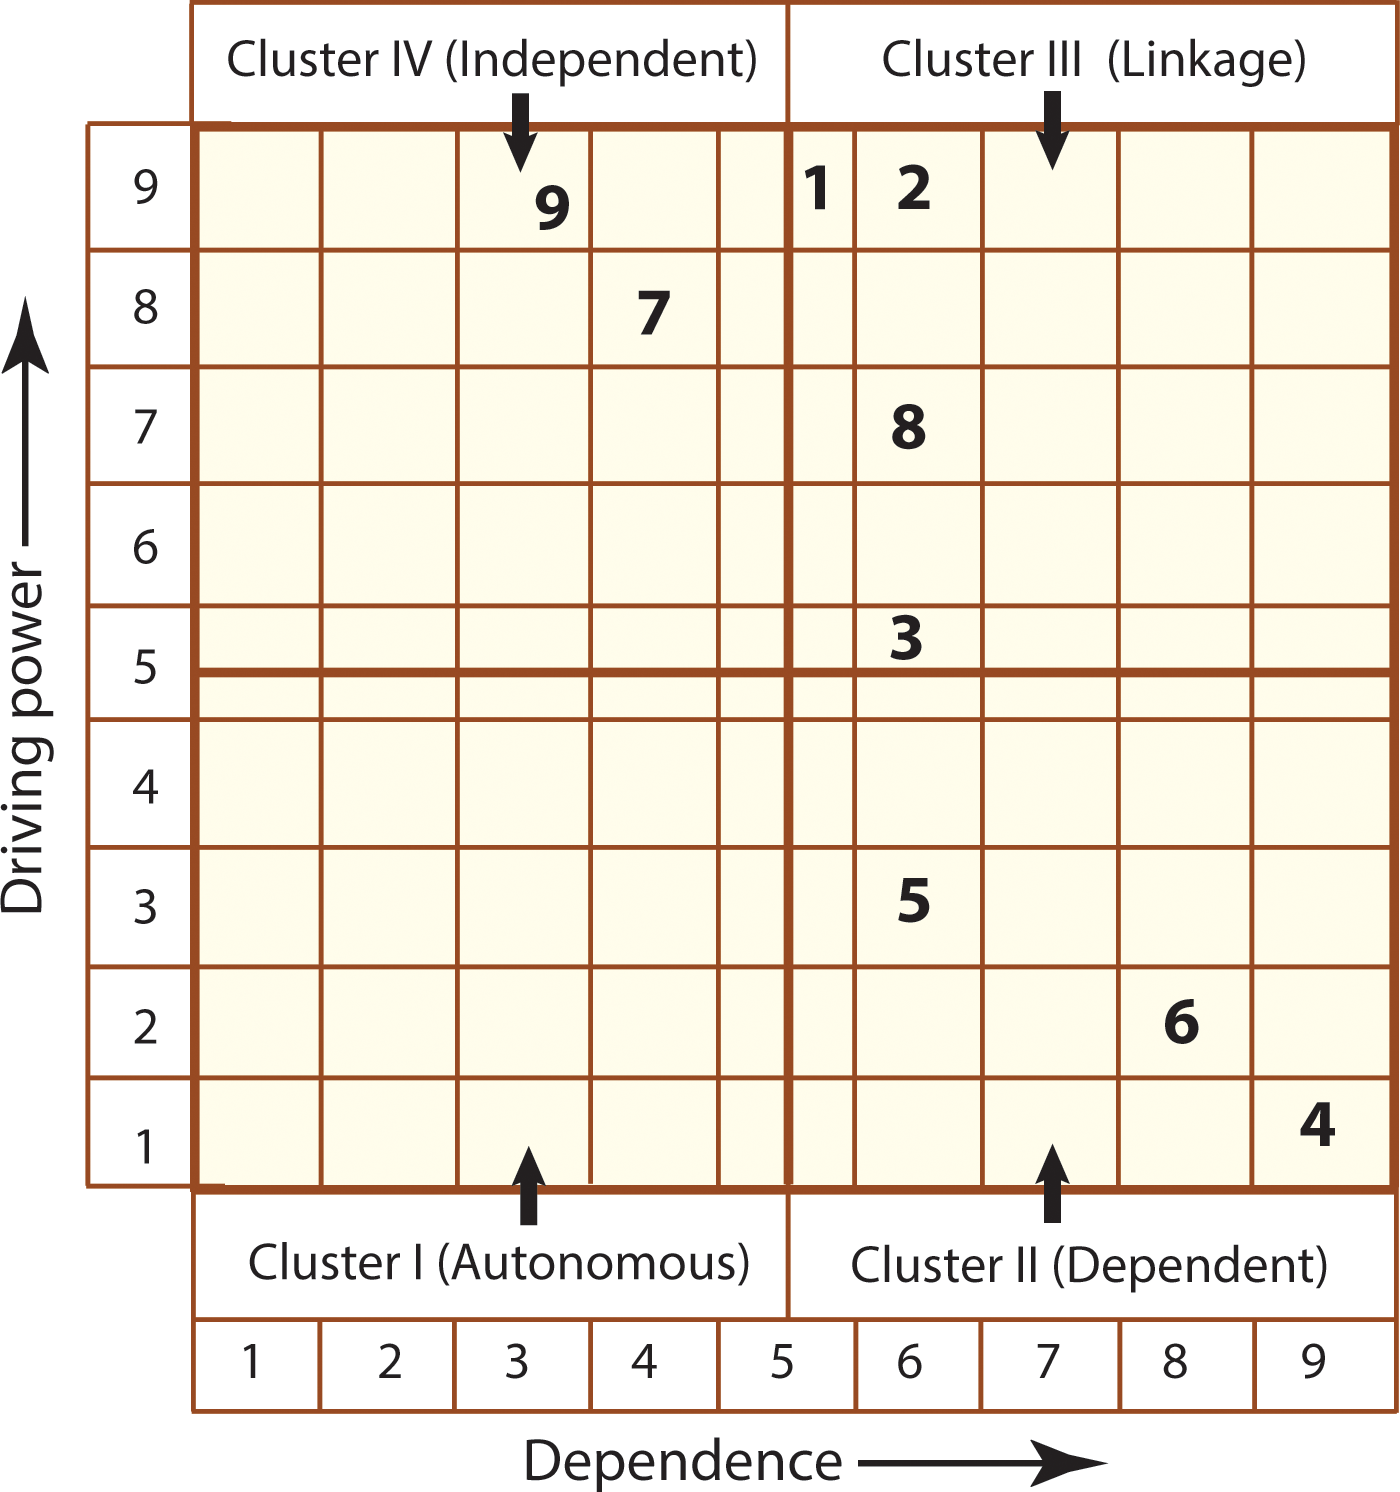 Cluster IV (Independent) Cluster III (Linkage)
9 9 1 2
8 7
7 8
6
5 3
4
3 5
2 6
1 4
Driving power
Cluster I (Autonomous) Cluster II (Dependent)
1 2 3 4 5 6 7 8 9
Dependence